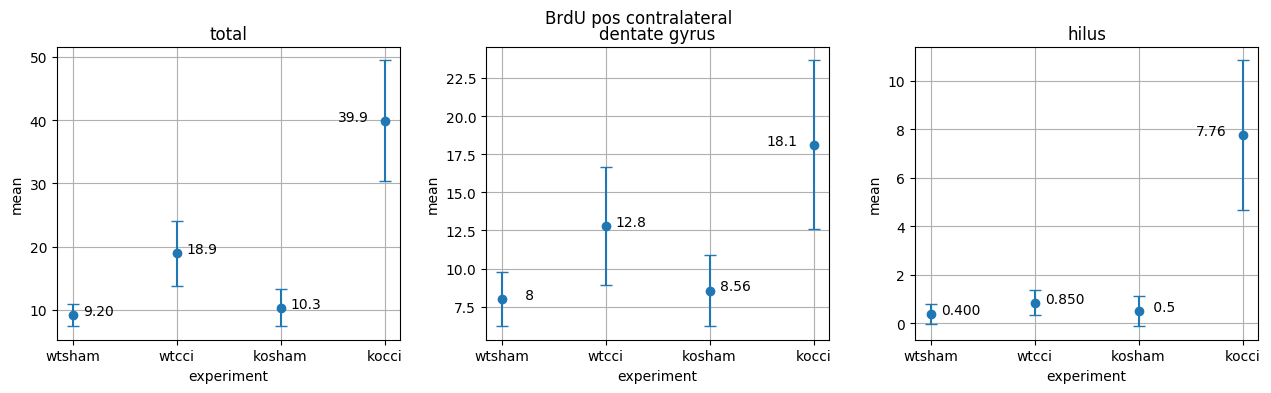 BrdU pos contralateral
total
50
40
30
20
10
mean
39.9
18.9
9.20
10.3
wtsham wtcci kosham kocci
experiment
dentate gyrus
22.5
20.0
17.5
15.0
12.5
10.0
7.5
mean
18.1
12.8
8
8.56
wtsham wtcci kosham kocci
experiment
hilus
10
8
6
4
2
0
mean
7.76
0.400
0.850
0.5
wtsham wtcci kosham kocci
experiment